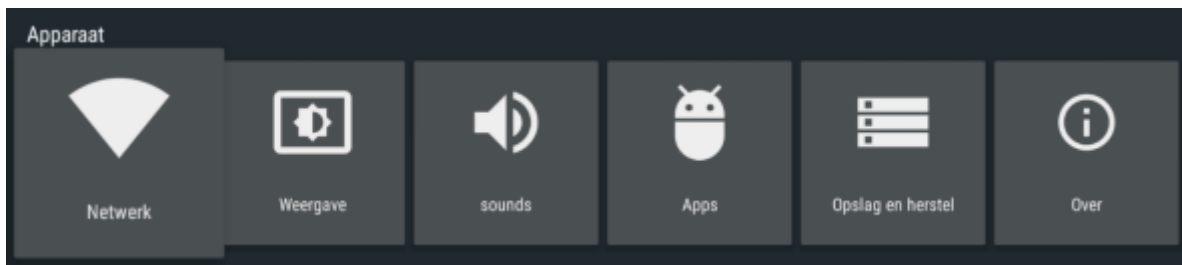 Apparaat
Netwerk
Weergave
sounds
Apps
Opslag en herstel
Over